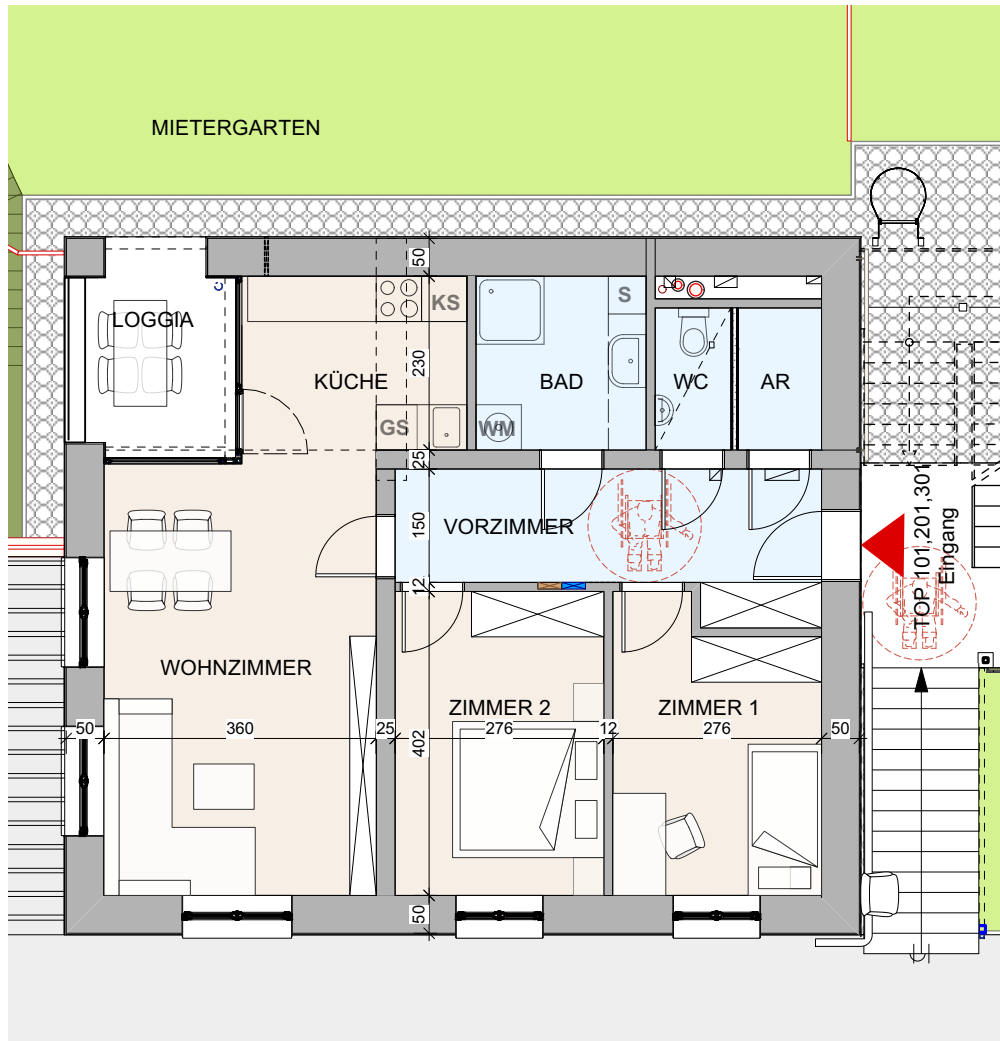 MIETERGARTEN
50
LOGGIA
KS
S
KÜCHE
230
BAD
WC
AR
GS
WM
25
TOP 101,201,301
Eingang
VORZIMMER
150
12
WOHNZIMMER
ZIMMER 2
ZIMMER 1
50
360
25
276
12
276
50
402
50